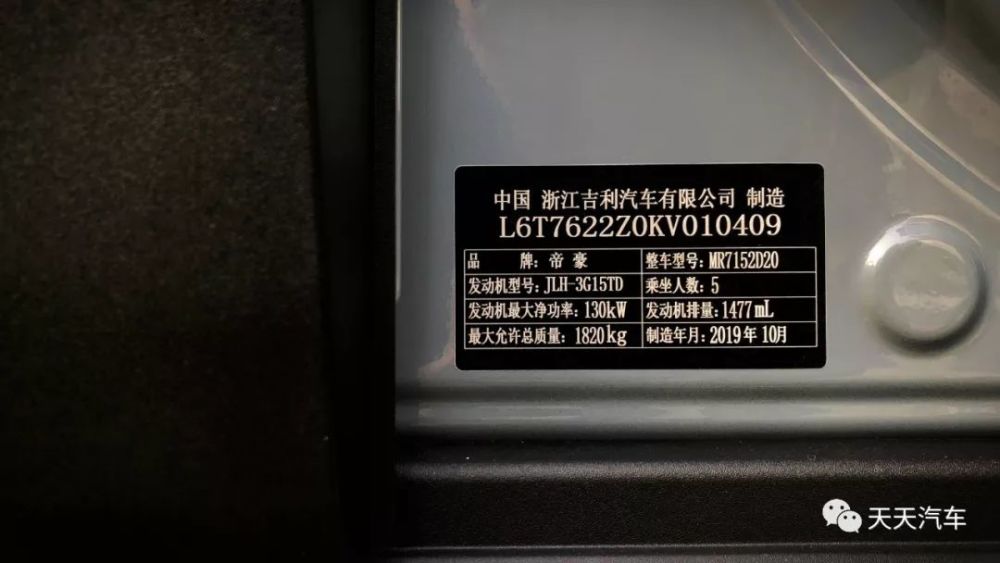 中国 浙江吉利汽车有限公司 制造
L6T7622Z0KV010409
品 牌: 帝豪 整车型号: MR7152D20
发动机型号: JLH-3G15TD 乘坐人数: 5
发动机最大净功率: 130kW 发动机排量: 1477mL
最大允许总质量: 1820kg 制造年月: 2019年10月
天天汽车